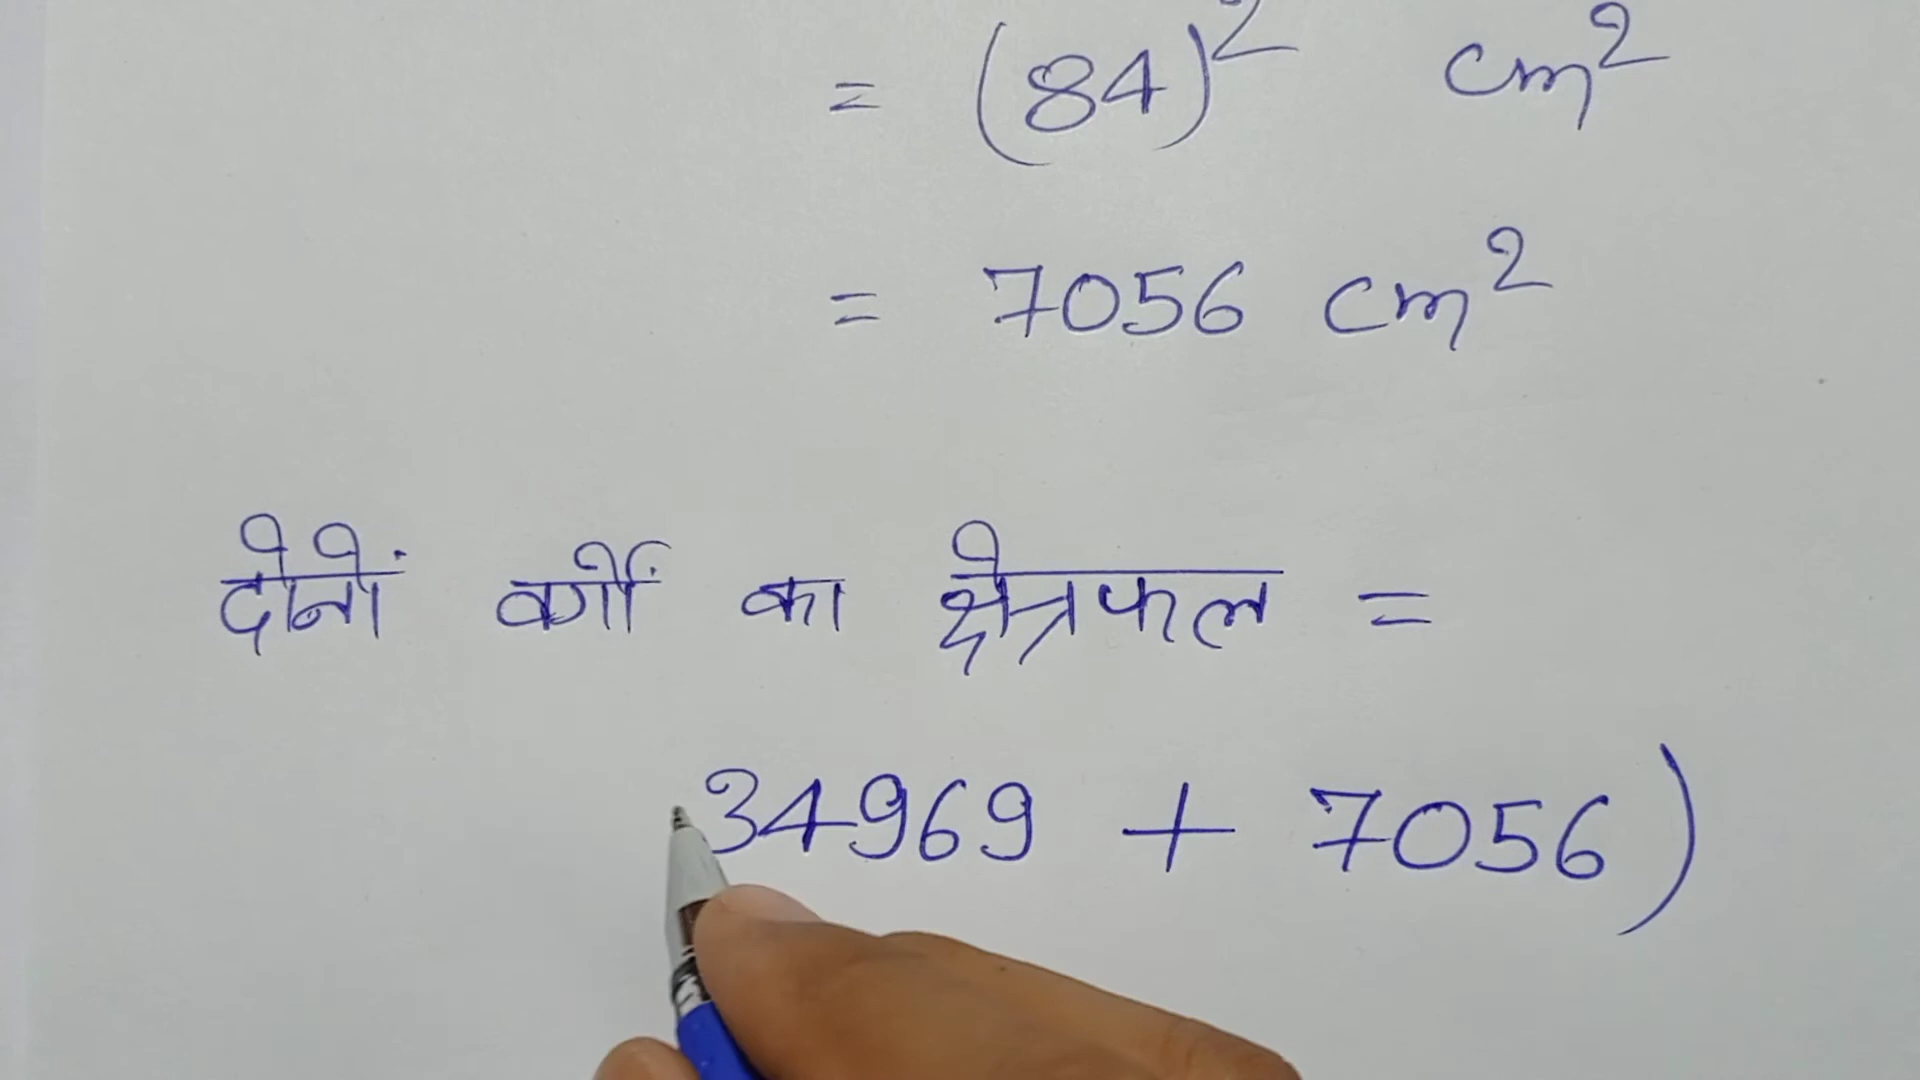 = (84)² cm²
= 7056 cm²
दोनों वर्गों का क्षेत्रफल =
34969 + 7056)